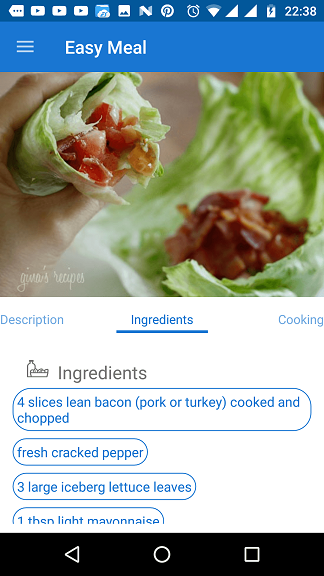 22:38
Easy Meal
gina's recipes
Description Ingredients Cooking
Ingredients
4 slices lean bacon (pork or turkey) cooked and
chopped
fresh cracked pepper
3 large iceberg lettuce leaves
1 tbsp light mayonnaise